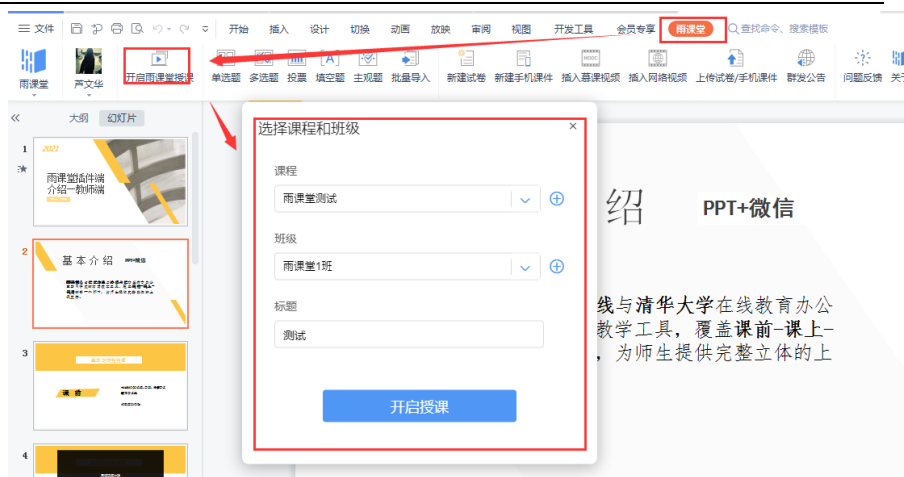 三 文件 开始 插入 设计 切换 动画 放映 审阅 视图 开发工具 会员专享 雨课堂 查找命令、搜索模板
雨课堂 芦文华 开启雨课堂授课 单选题 多选题 投票 填空题 主观题 批量导入 新建试卷 新建手机课件 插入慕课视频 插入网络视频 上传试卷/手机课件 群发公告 问题反馈 关于
大纲 幻灯片
1
2021
雨课堂插件端
介绍—教师端
2
基本介绍 PPT+微信
3
课 前
4
选择课程和班级 ×
课程
雨课堂测试
班级
雨课堂1班
标题
测试
开启授课
绍 PPT+微信
线与清华大学在线教育办公
教学工具，覆盖课前-课上-
，为师生提供完整立体的上